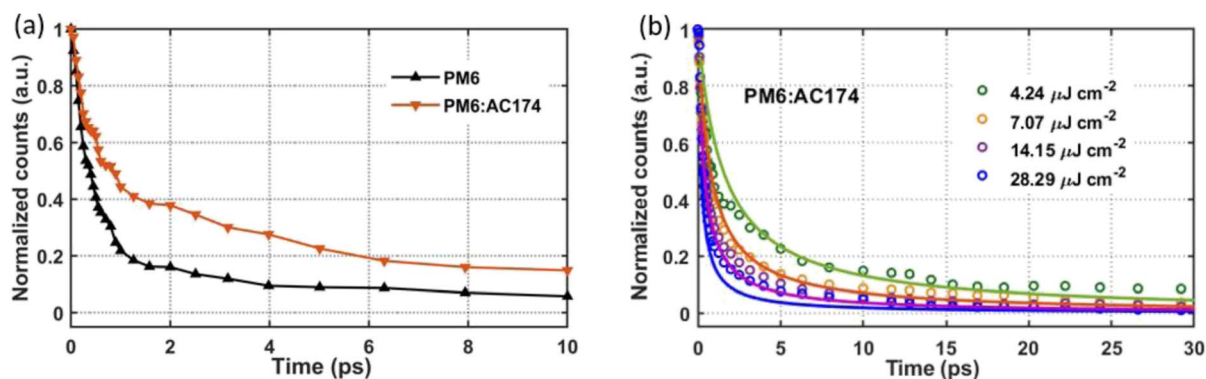 (a)
Normalized counts (a.u.)
1
0.8
0.6
0.4
0.2
0
PM6
PM6:AC174
0 2 4 6 8 10
Time (ps)
(b)
Normalized counts (a.u.)
1
0.8
0.6
0.4
0.2
0
PM6:AC174
4.24 μJ cm⁻²
7.07 μJ cm⁻²
14.15 μJ cm⁻²
28.29 μJ cm⁻²
0 5 10 15 20 25 30
Time (ps)